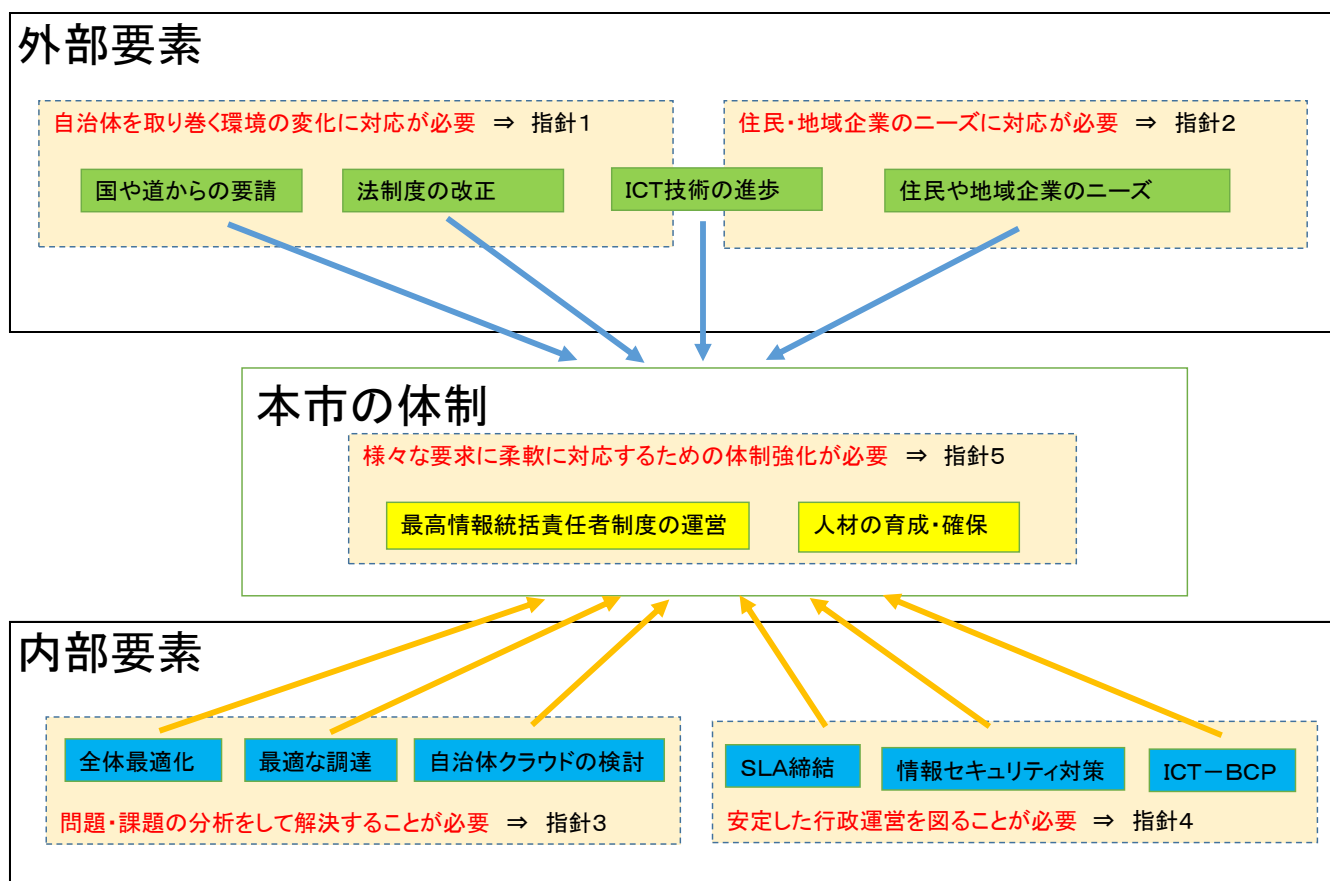 外部要素
自治体を取り巻く環境の変化に対応が必要 ⇒ 指針1
住民・地域企業のニーズに対応が必要 ⇒ 指針2
国や道からの要請
法制度の改正
ICT技術の進歩
住民や地域企業のニーズ
本市の体制
様々な要求に柔軟に対応するための体制強化が必要 ⇒ 指針5
最高情報統括責任者制度の運営
人材の育成・確保
内部要素
全体最適化
最適な調達
自治体クラウドの検討
SLA締結
情報セキュリティ対策
ICT-BCP
問題・課題の分析をして解決することが必要 ⇒ 指針3
安定した行政運営を図ることが必要 ⇒ 指針4